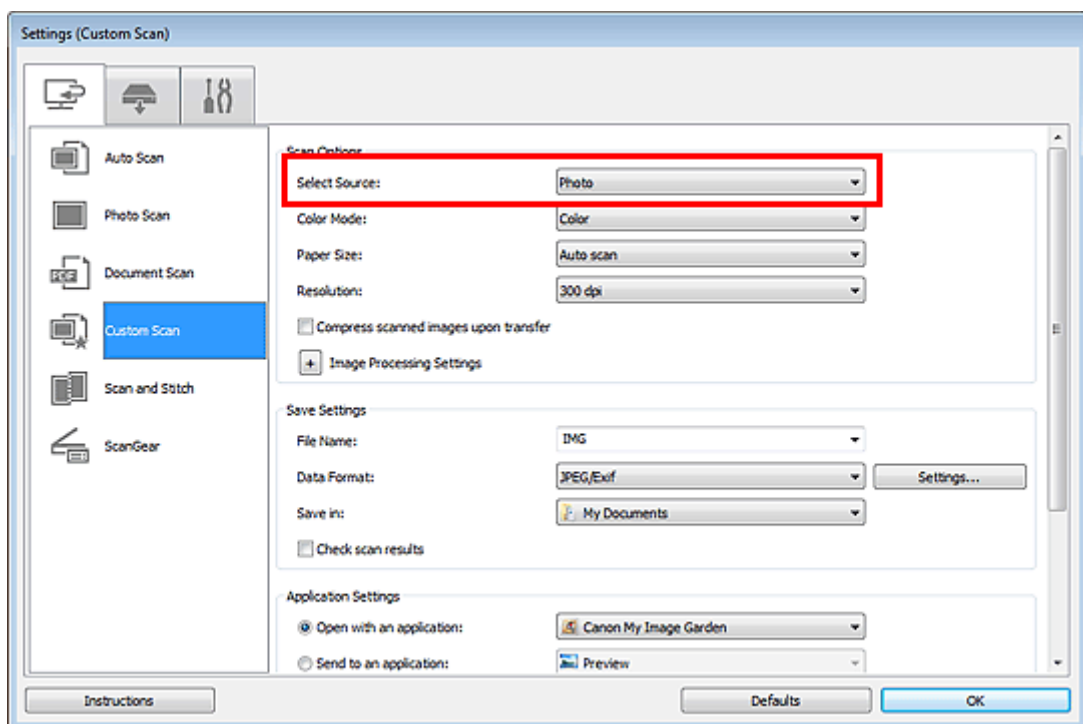 Settings (Custom Scan)
Auto Scan
Photo Scan
PDF
Document Scan
Custom Scan
Scan and Stitch
ScanGear
Scan Options
Select Source: Photo
Color Mode: Color
Paper Size: Auto scan
Resolution: 300 dpi
Compress scanned images upon transfer
+ Image Processing Settings
Save Settings
File Name: IMG
Data Format: JPEG/Exif Settings...
Save in: My Documents
Check scan results
Application Settings
Open with an application: Canon My Image Garden
Send to an application: Preview
Instructions Defaults OK